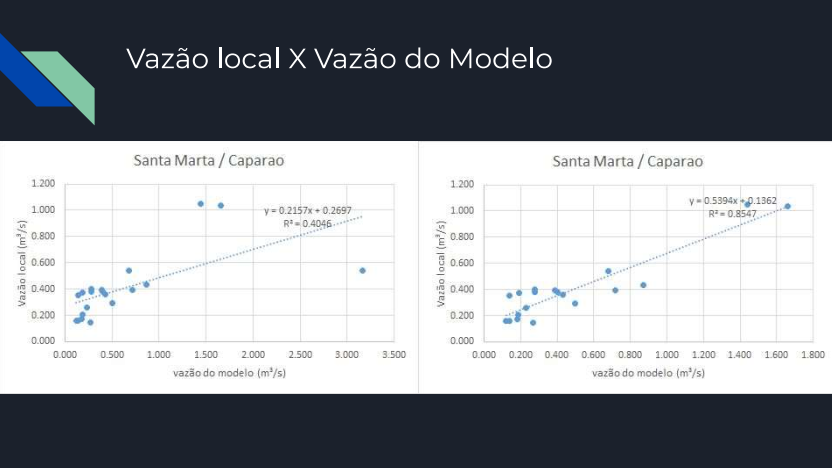 Vazão local X Vazão do Modelo
Santa Marta / Caparao
1.200
1.000
0.800
0.600
0.400
0.200
0.000
Vazão local (m³/s)
y = 0.2157x + 0.2697
R² = 0.4046
0.000 0.500 1.000 1.500 2.000 2.500 3.000 3.500
vazão do modelo (m³/s)
Santa Marta / Caparao
1.200
1.000
0.800
0.600
0.400
0.200
0.000
Vazão local (m³/s)
y = 0.5394x + 0.1362
R² = 0.8547
0.000 0.200 0.400 0.600 0.800 1.000 1.200 1.400 1.600 1.800
vazão do modelo (m³/s)